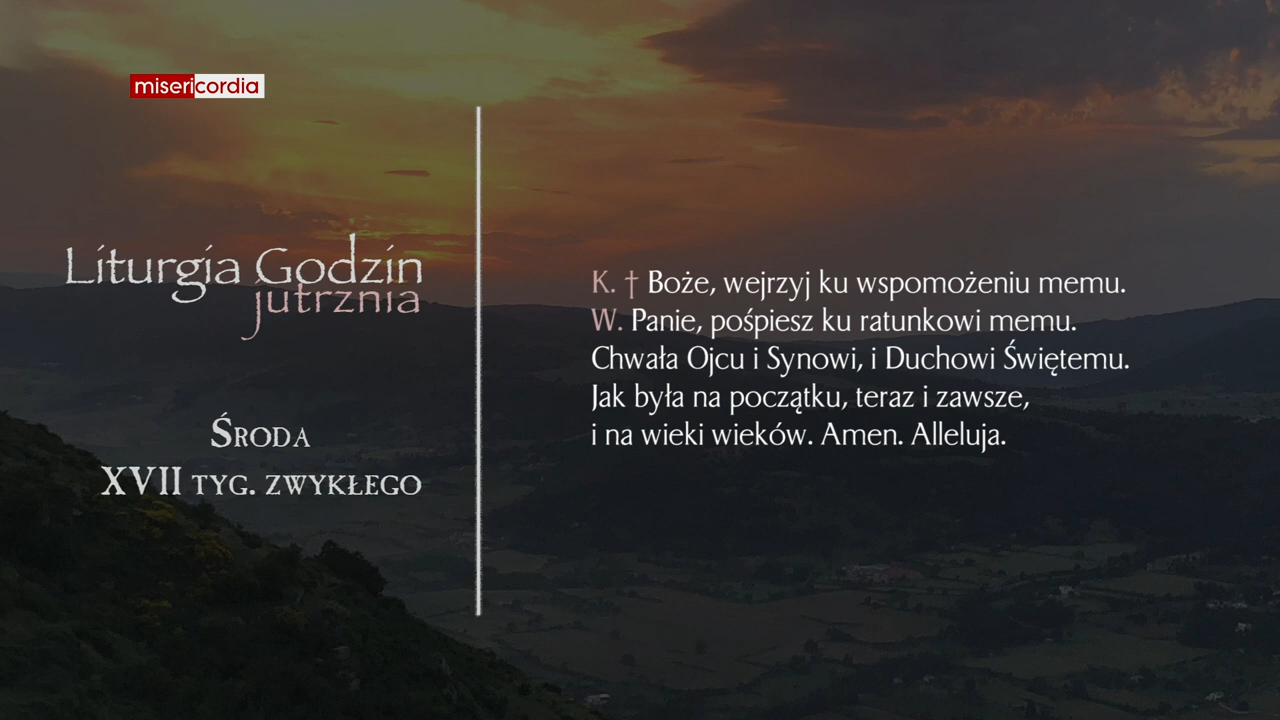 misericordia
Liturgia Godzin
jutrznia
Środa
XVII tyg. zwykłego
K. † Boże, wejrzyj ku wspomożeniu memu.
W. Panie, pośpiesz ku ratunkowi memu.
Chwała Ojcu i Synowi, i Duchowi Świętemu.
Jak była na początku, teraz i zawsze,
i na wieki wieków. Amen. Alleluja.